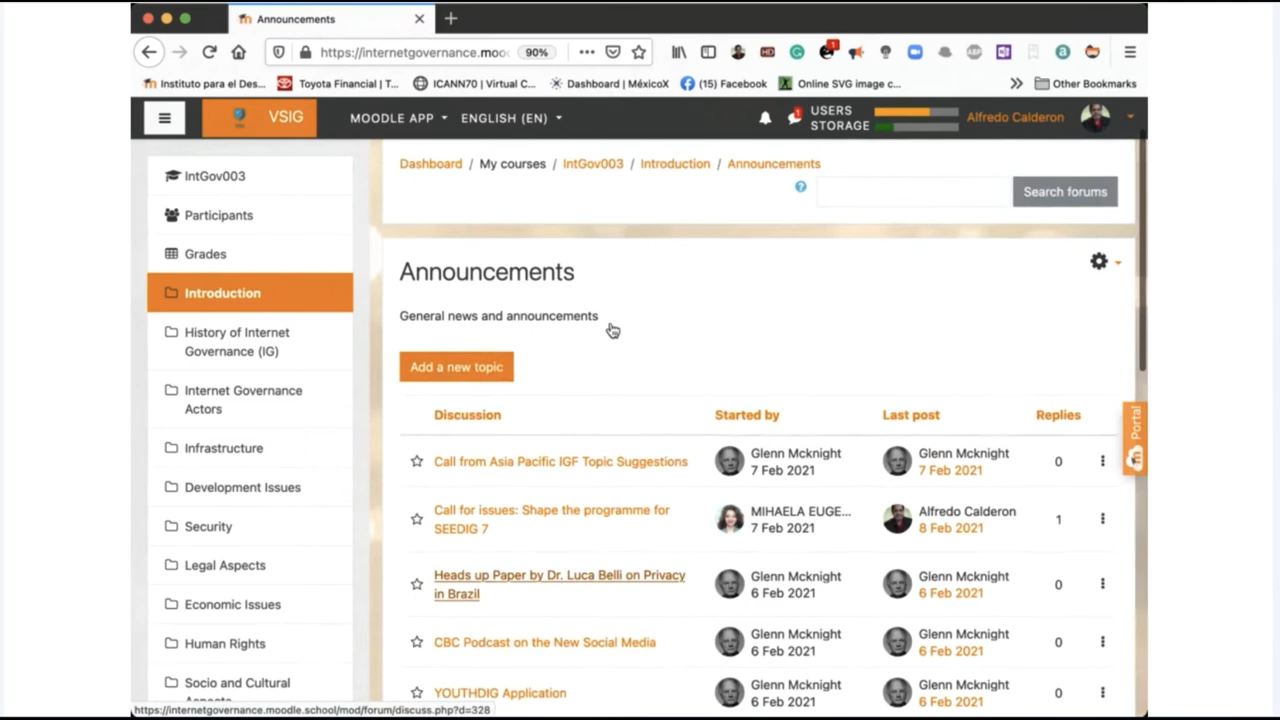 Announcements
https://internetgovernance.moo
90%
1
HD
ABP
a
Instituto para el Des...
Toyota Financial | T...
ICANN70 | Virtual C...
Dashboard | MéxicoX
(15) Facebook
Online SVG image c...
Other Bookmarks
VSIG
MOODLE APP
ENGLISH (EN)
1
USERS
STORAGE
Alfredo Calderon
IntGov003
Participants
Grades
Introduction
History of Internet
Governance (IG)
Internet Governance
Actors
Infrastructure
Development Issues
Security
Legal Aspects
Economic Issues
Human Rights
Socio and Cultural
Aspects
Dashboard / My courses / IntGov003 / Introduction / Announcements
Search forums
Announcements
General news and announcements
Add a new topic
Discussion Started by Last post Replies
Call from Asia Pacific IGF Topic Suggestions
Glenn Mcknight
7 Feb 2021
Glenn Mcknight
7 Feb 2021
0
Call for issues: Shape the programme for
SEEDIG 7
MIHAELA EUGE...
7 Feb 2021
Alfredo Calderon
8 Feb 2021
1
Heads up Paper by Dr. Luca Belli on Privacy
in Brazil
Glenn Mcknight
6 Feb 2021
Glenn Mcknight
6 Feb 2021
0
CBC Podcast on the New Social Media
Glenn Mcknight
6 Feb 2021
Glenn Mcknight
6 Feb 2021
0
YOUTHDIG Application
Glenn Mcknight
6 Feb 2021
Glenn Mcknight
6 Feb 2021
0
Portal
https://internetgovernance.moodle.school/mod/forum/discuss.php?d=328